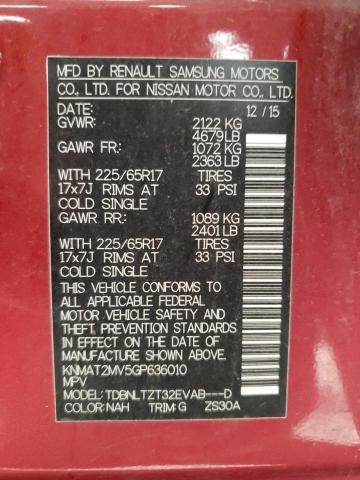 MFD BY RENAULT SAMSUNG MOTORS
CO., LTD. FOR NISSAN MOTOR CO., LTD.
DATE: 12 / 15
GVWR: 2122 KG
4679 LB
GAWR FR: 1072 KG
2363 LB
WITH 225/65R17 TIRES
17x7J RIMS AT 33 PSI
COLD SINGLE
GAWR RR: 1089 KG
2401 LB
WITH 225/65R17 TIRES
17x7J RIMS AT 33 PSI
COLD SINGLE
THIS VEHICLE CONFORMS TO
ALL APPLICABLE FEDERAL
MOTOR VEHICLE SAFETY AND
THEFT PREVENTION STANDARDS
IN EFFECT ON THE DATE OF
MANUFACTURE SHOWN ABOVE.
KNMAT2MV5GP636010
MPV
MODEL: TDBNLTZT32EVAB---D
COLOR: NAH TRIM: G ZS30A